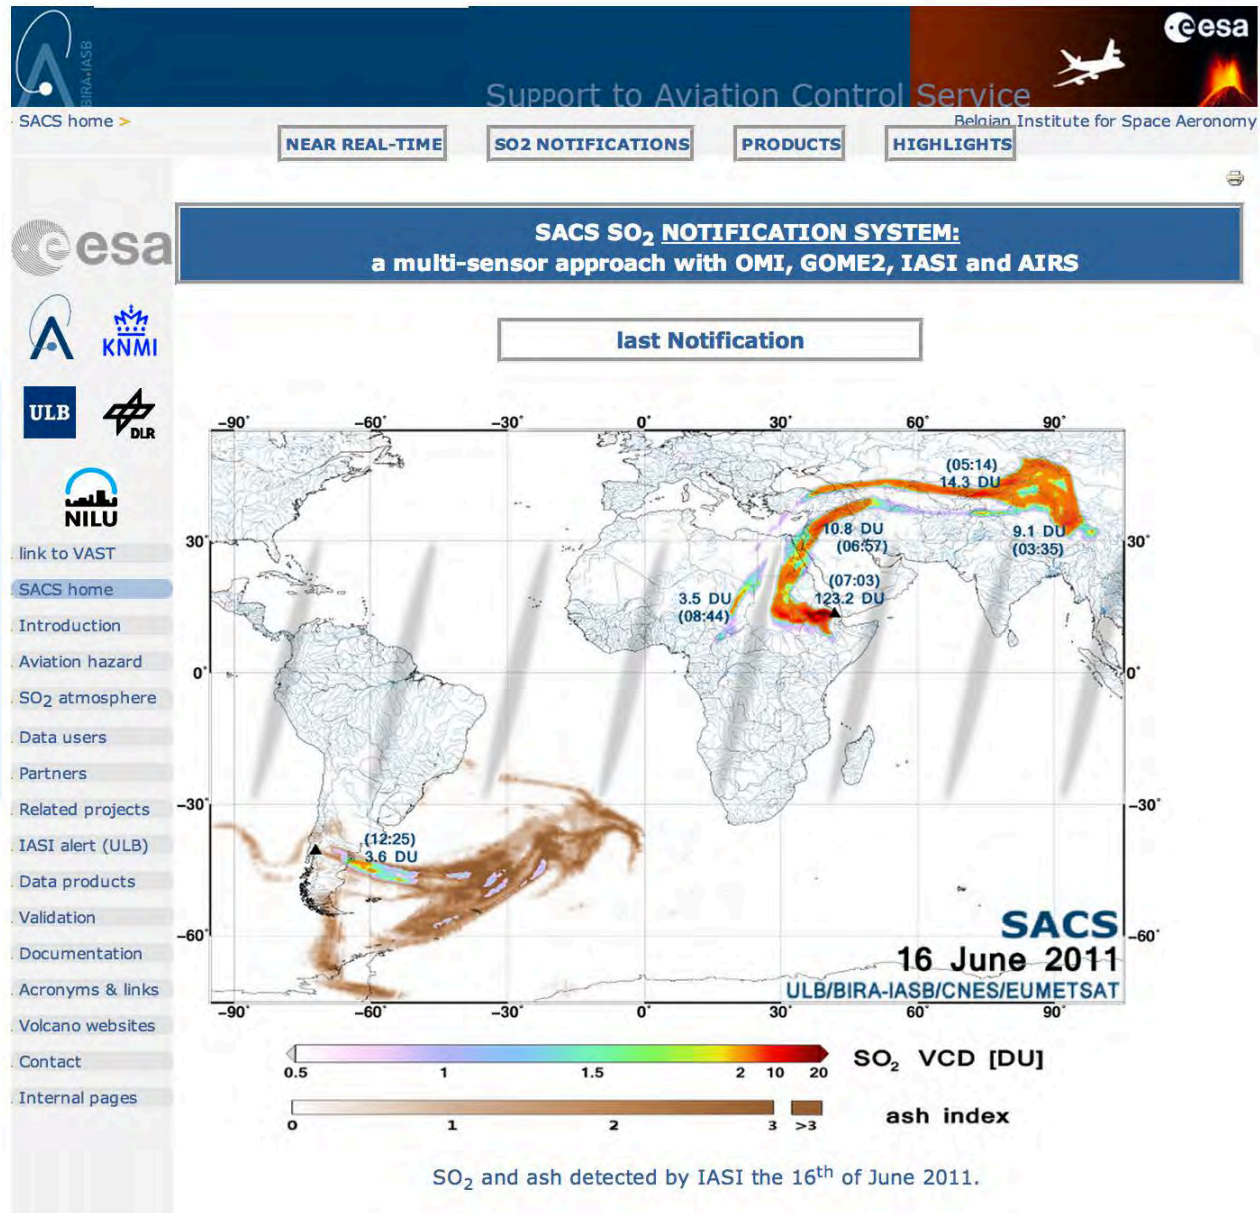 esa
BIRA-IASB
Support to Aviation Control Service
SACS home >
Belgian Institute for Space Aeronomy
NEAR REAL-TIME
SO2 NOTIFICATIONS
PRODUCTS
HIGHLIGHTS
esa
KNMI
ULB
DLR
NILU
link to VAST
SACS home
Introduction
Aviation hazard
SO2 atmosphere
Data users
Partners
Related projects
IASI alert (ULB)
Data products
Validation
Documentation
Acronyms & links
Volcano websites
Contact
Internal pages
SACS SO2 NOTIFICATION SYSTEM:
a multi-sensor approach with OMI, GOME2, IASI and AIRS
last Notification
−90° −60° −30° 0° 30° 60° 90°
(05:14)
14.3 DU
10.8 DU
(06:57)
9.1 DU
(03:35)
30° 30°
(07:03)
123.2 DU
3.5 DU
(08:44)
0° 0°
−30° −30°
(12:25)
3.6 DU
−60° −60°
SACS
16 June 2011
ULB/BIRA-IASB/CNES/EUMETSAT
−90° −60° −30° 0° 30° 60° 90°
SO2 VCD [DU]
0.5 1 1.5 2 10 20
ash index
0 1 2 3 >3
SO2 and ash detected by IASI the 16th of June 2011.